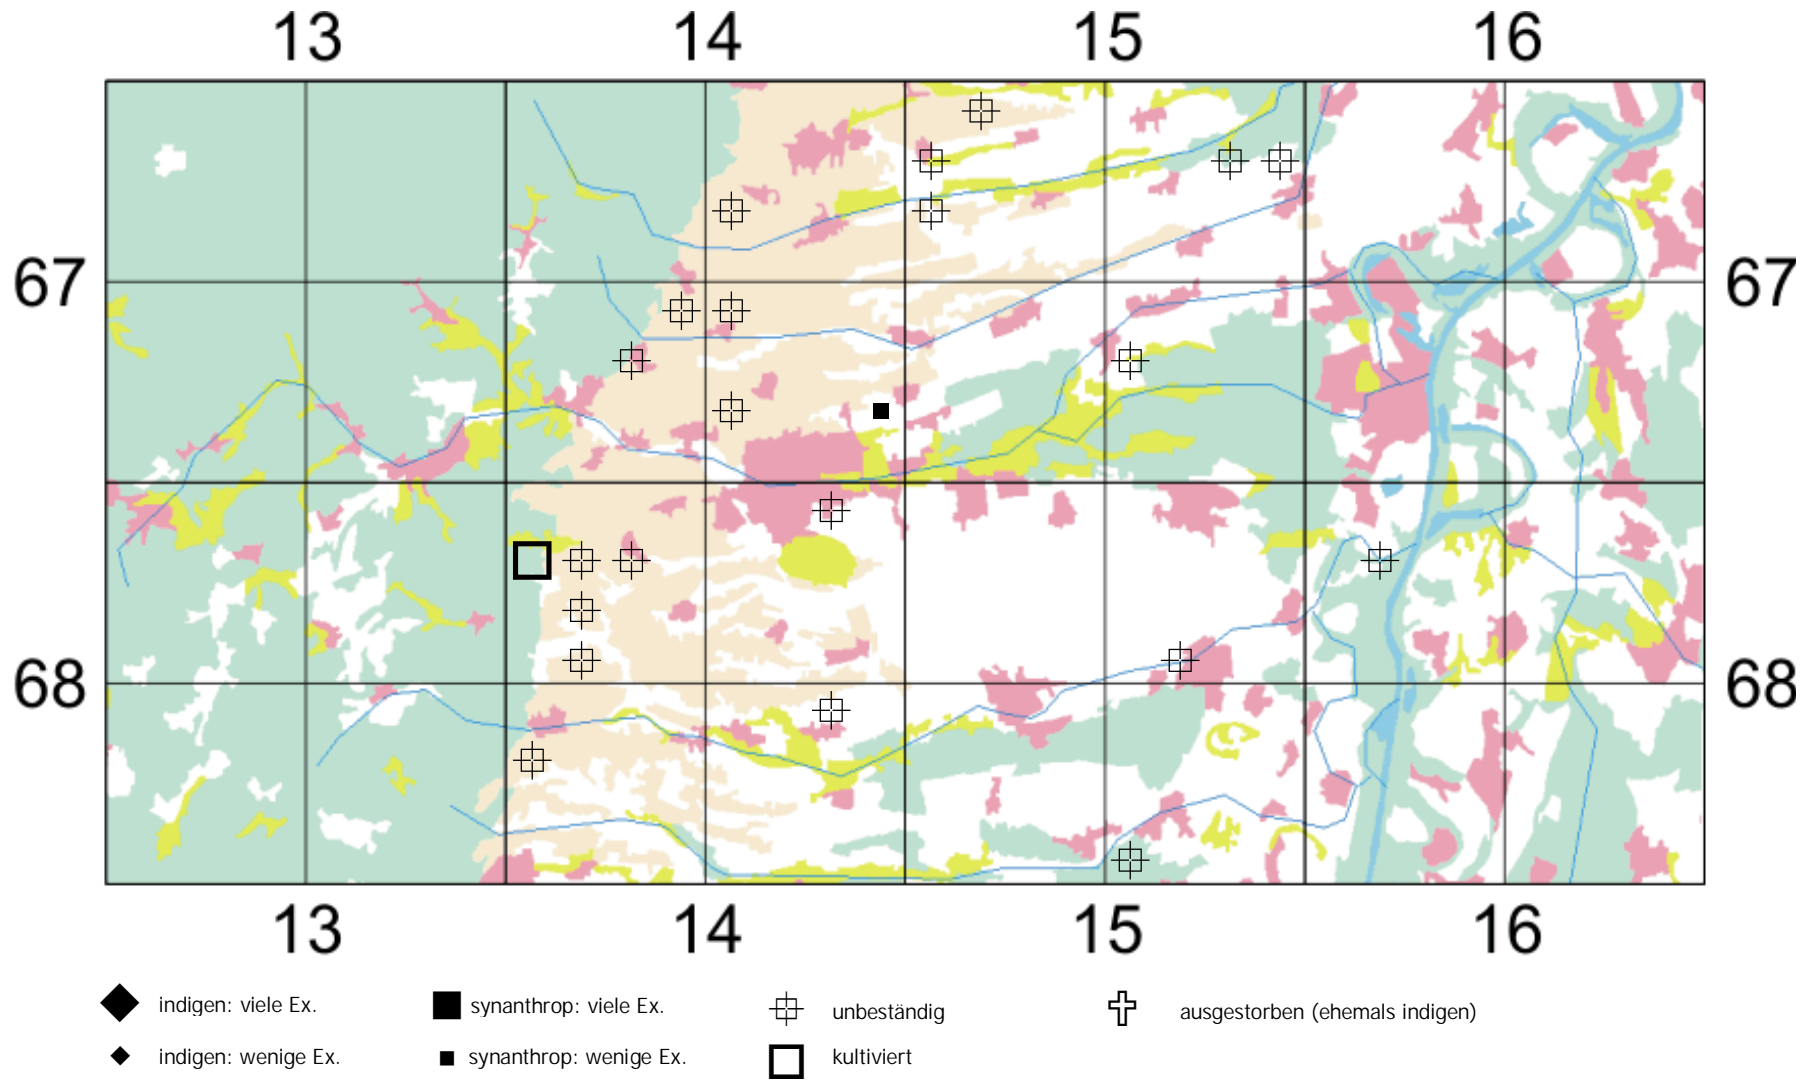 13 14 15 16
67 67
68 68
13 14 15 16
indigen: viele Ex. synanthrop: viele Ex. unbeständig ausgestorben (ehemals indigen)
indigen: wenige Ex. synanthrop: wenige Ex. kultiviert